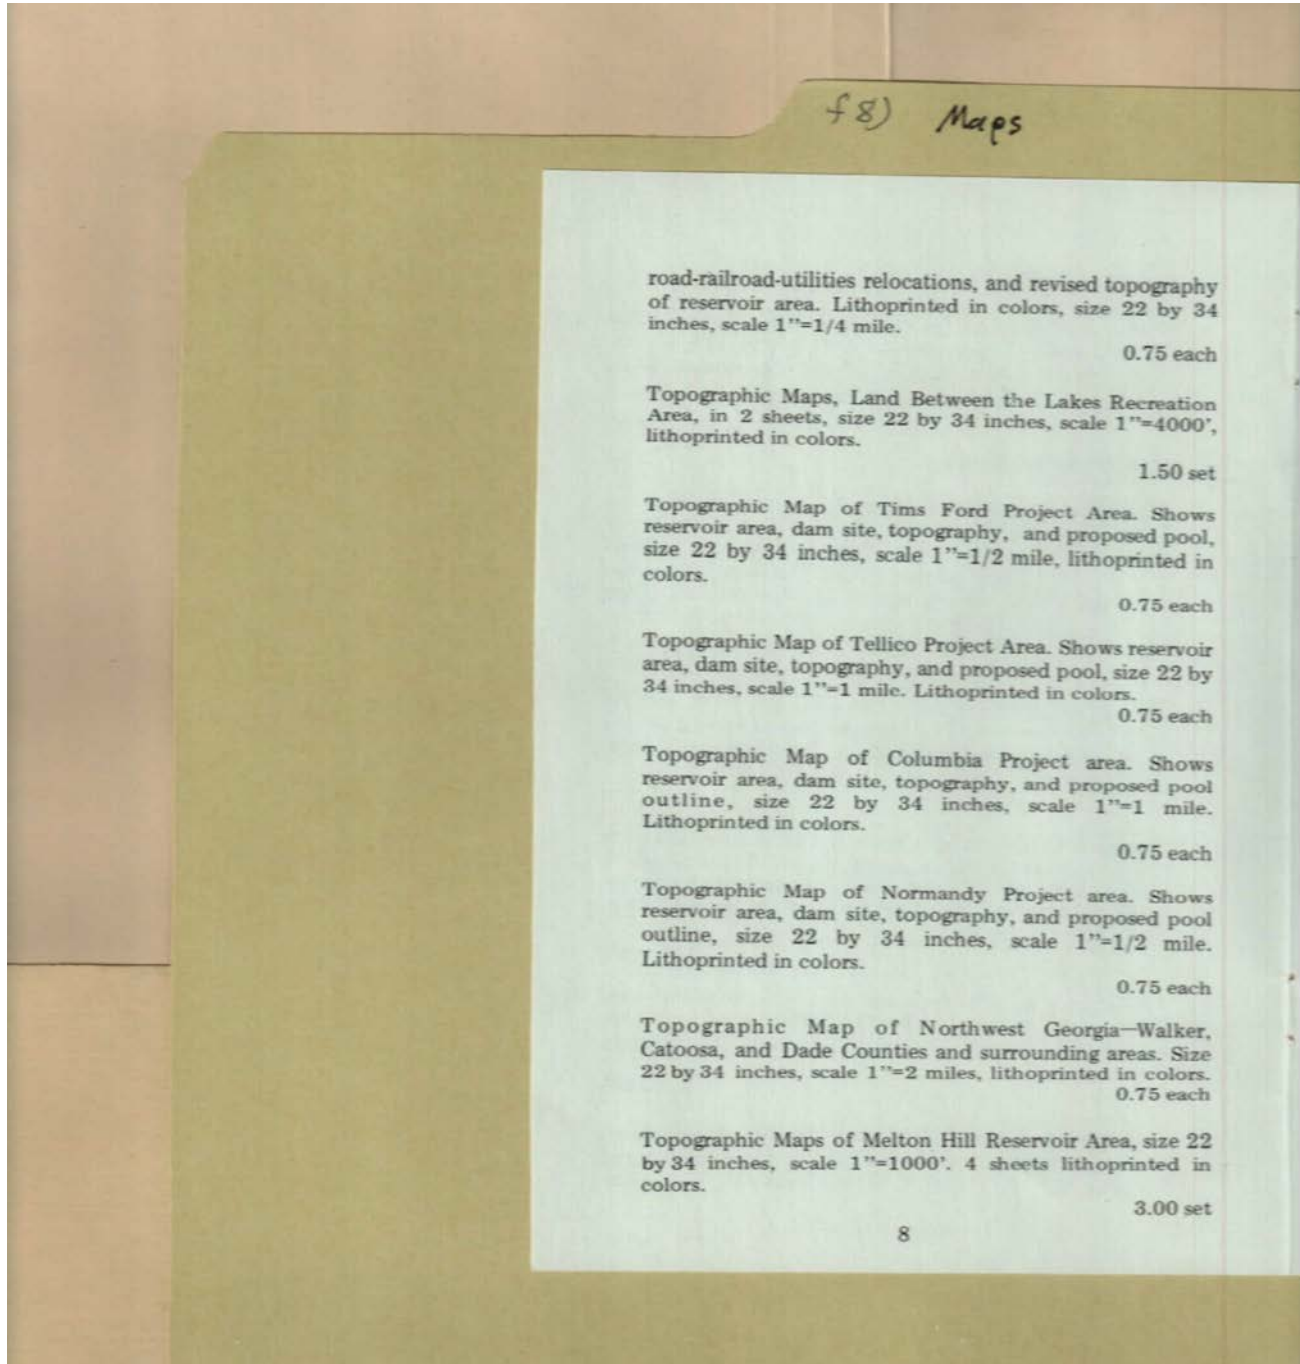 f 8) Maps
road-railroad-utilities relocations, and revised topography
of reservoir area. Lithoprinted in colors, size 22 by 34
inches, scale 1”=1/4 mile.
0.75 each
Topographic Maps, Land Between the Lakes Recreation
Area, in 2 sheets, size 22 by 34 inches, scale 1”=4000’,
lithoprinted in colors.
1.50 set
Topographic Map of Tims Ford Project Area. Shows
reservoir area, dam site, topography, and proposed pool,
size 22 by 34 inches, scale 1”=1/2 mile, lithoprinted in
colors.
0.75 each
Topographic Map of Tellico Project Area. Shows reservoir
area, dam site, topography, and proposed pool, size 22 by
34 inches, scale 1”=1 mile. Lithoprinted in colors.
0.75 each
Topographic Map of Columbia Project area. Shows
reservoir area, dam site, topography, and proposed pool
outline, size 22 by 34 inches, scale 1”=1 mile.
Lithoprinted in colors.
0.75 each
Topographic Map of Normandy Project area. Shows
reservoir area, dam site, topography, and proposed pool
outline, size 22 by 34 inches, scale 1”=1/2 mile.
Lithoprinted in colors.
0.75 each
Topographic Map of Northwest Georgia—Walker,
Catoosa, and Dade Counties and surrounding areas. Size
22 by 34 inches, scale 1”=2 miles, lithoprinted in colors.
0.75 each
Topographic Maps of Melton Hill Reservoir Area, size 22
by 34 inches, scale 1”=1000’. 4 sheets lithoprinted in
colors.
3.00 set
8